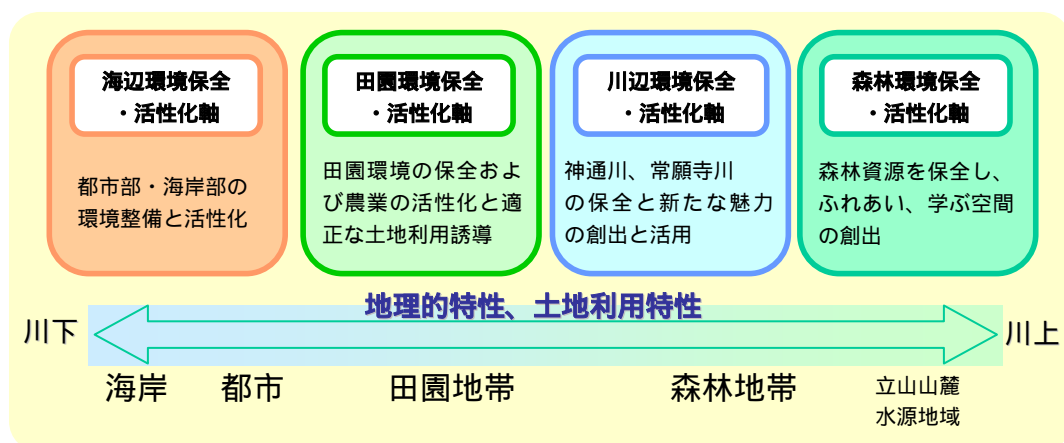 海辺環境保全
・活性化軸
都市部・海岸部の
環境整備と活性化
田園環境保全
・活性化軸
田園環境の保全およ
び農業の活性化と適
正な土地利用誘導
川辺環境保全
・活性化軸
神通川、常願寺川
の保全と新たな魅力
の創出と活用
森林環境保全
・活性化軸
森林資源を保全し、
ふれあい、学ぶ空間
の創出
地理的特性、土地利用特性
川下
川上
海岸
都市
田園地帯
森林地帯
立山山麓
水源地域